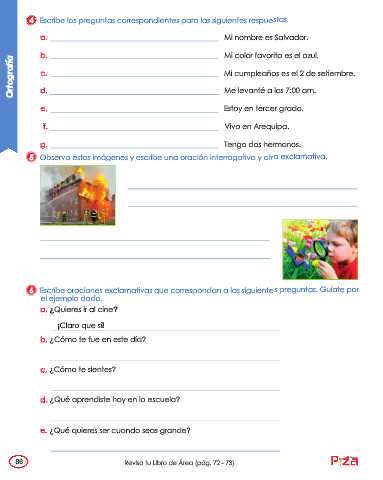 Ortografía
4 Escribe las preguntas correspondientes para las siguientes respuestas.
a. Mi nombre es Salvador.
b. Mi color favorito es el azul.
c. Mi cumpleaños es el 2 de setiembre.
d. Me levanté a las 7:00 am.
e. Estoy en tercer grado.
f. Vivo en Arequipa.
g. Tengo dos hermanos.
5 Observa estas imágenes y escribe una oración interrogativa y otra exclamativa.
6 Escribe oraciones exclamativas que correspondan a las siguientes preguntas. Guíate por
el ejemplo dado.
a. ¿Quieres ir al cine?
¡Claro que sí!
b. ¿Cómo te fue en este día?
c. ¿Cómo te sientes?
d. ¿Qué aprendiste hoy en la escuela?
e. ¿Qué quieres ser cuando seas grande?
86
Revisa tu Libro de Área (pág. 72 - 73)